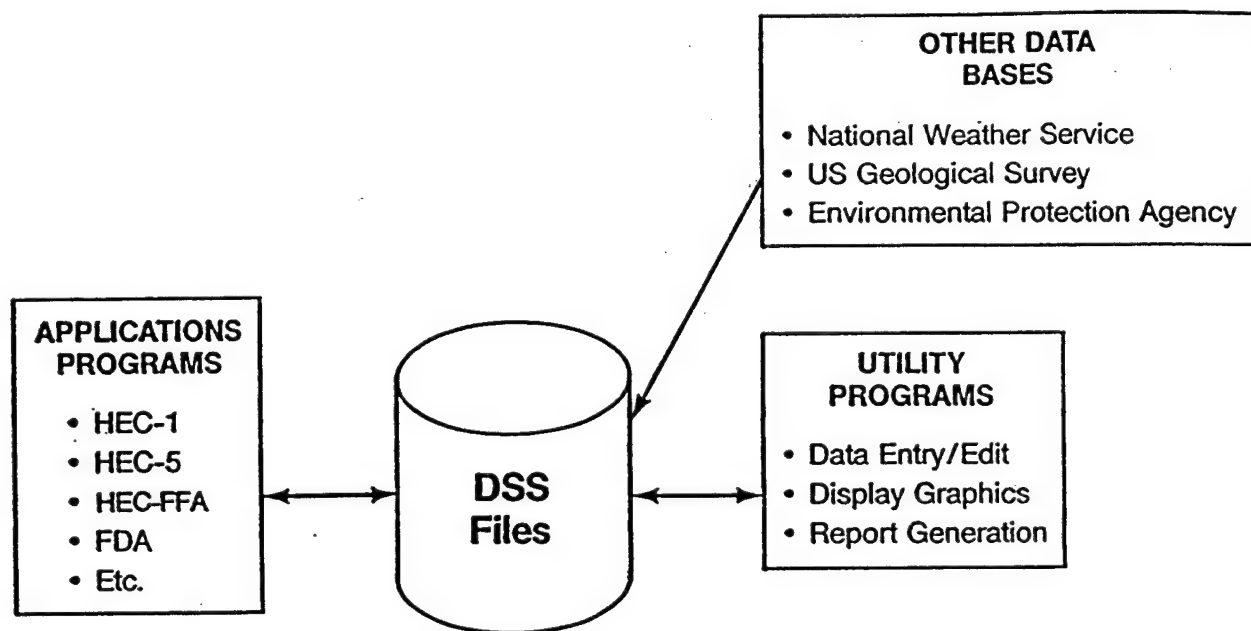 OTHER DATA
BASES
• National Weather Service
• US Geological Survey
• Environmental Protection Agency
APPLICATIONS
PROGRAMS
• HEC-1
• HEC-5
• HEC-FFA
• FDA
• Etc.
DSS
Files
UTILITY
PROGRAMS
• Data Entry/Edit
• Display Graphics
• Report Generation